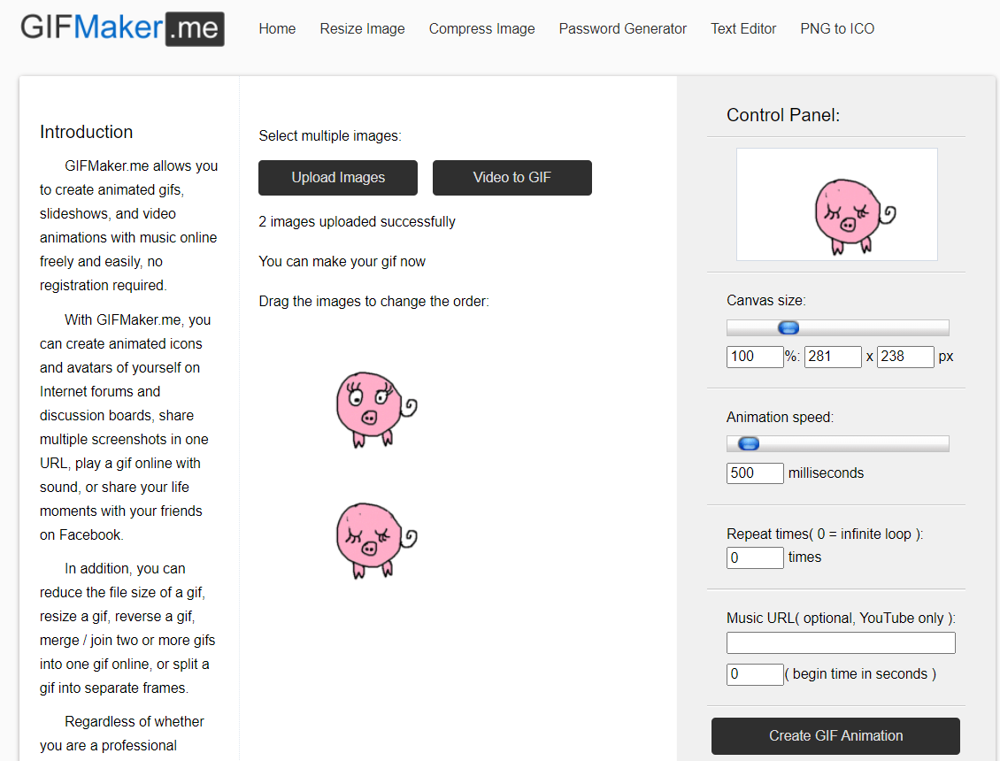 GIFMaker.me
Home
Resize Image
Compress Image
Password Generator
Text Editor
PNG to ICO
Introduction
GIFMaker.me allows you
to create animated gifs,
slideshows, and video
animations with music online
freely and easily, no
registration required.
With GIFMaker.me, you
can create animated icons
and avatars of yourself on
Internet forums and
discussion boards, share
multiple screenshots in one
URL, play a gif online with
sound, or share your life
moments with your friends
on Facebook.
In addition, you can
reduce the file size of a gif,
resize a gif, reverse a gif,
merge / join two or more gifs
into one gif online, or split a
gif into separate frames.
Regardless of whether
you are a professional
Select multiple images:
Upload Images
Video to GIF
2 images uploaded successfully
You can make your gif now
Drag the images to change the order:
Control Panel:
Canvas size:
100 %: 281 x 238 px
Animation speed:
500 milliseconds
Repeat times( 0 = infinite loop ):
0 times
Music URL( optional, YouTube only ):
0 ( begin time in seconds )
Create GIF Animation